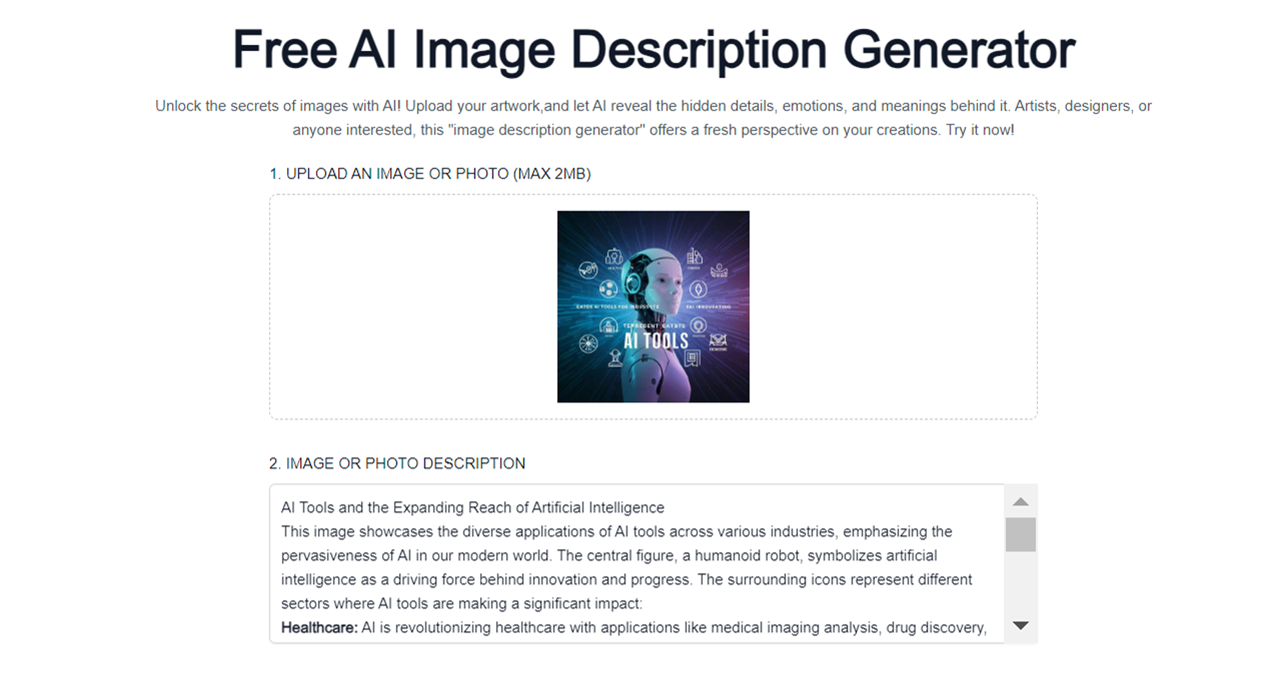 Free AI Image Description Generator
Unlock the secrets of images with AI! Upload your artwork,and let AI reveal the hidden details, emotions, and meanings behind it. Artists, designers, or
anyone interested, this "image description generator" offers a fresh perspective on your creations. Try it now!
1. UPLOAD AN IMAGE OR PHOTO (MAX 2MB)
AI TOOLS
2. IMAGE OR PHOTO DESCRIPTION
AI Tools and the Expanding Reach of Artificial Intelligence
This image showcases the diverse applications of AI tools across various industries, emphasizing the
pervasiveness of AI in our modern world. The central figure, a humanoid robot, symbolizes artificial
intelligence as a driving force behind innovation and progress. The surrounding icons represent different
sectors where AI tools are making a significant impact:
Healthcare: AI is revolutionizing healthcare with applications like medical imaging analysis, drug discovery,